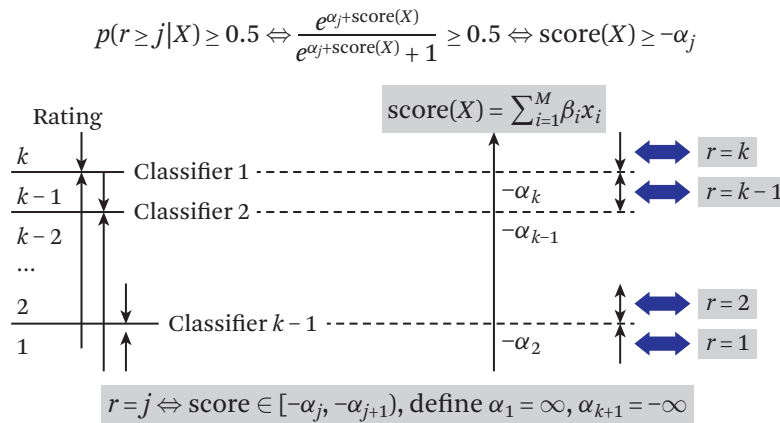 p(r ≥ j|X) ≥ 0.5 ⇔ e^{α_j+score(X)} / (e^{α_j+score(X)} + 1) ≥ 0.5 ⇔ score(X) ≥ −α_j
score(X) = ∑_{i=1}^{M} β_i x_i
Rating
k
r = k
Classifier 1
k − 1
−α_k
r = k − 1
Classifier 2
k − 2
−α_{k−1}
...
2
r = 2
Classifier k − 1
1
−α_2
r = 1
r = j ⇔ score ∈ [−α_j, −α_{j+1}), define α_1 = ∞, α_{k+1} = −∞